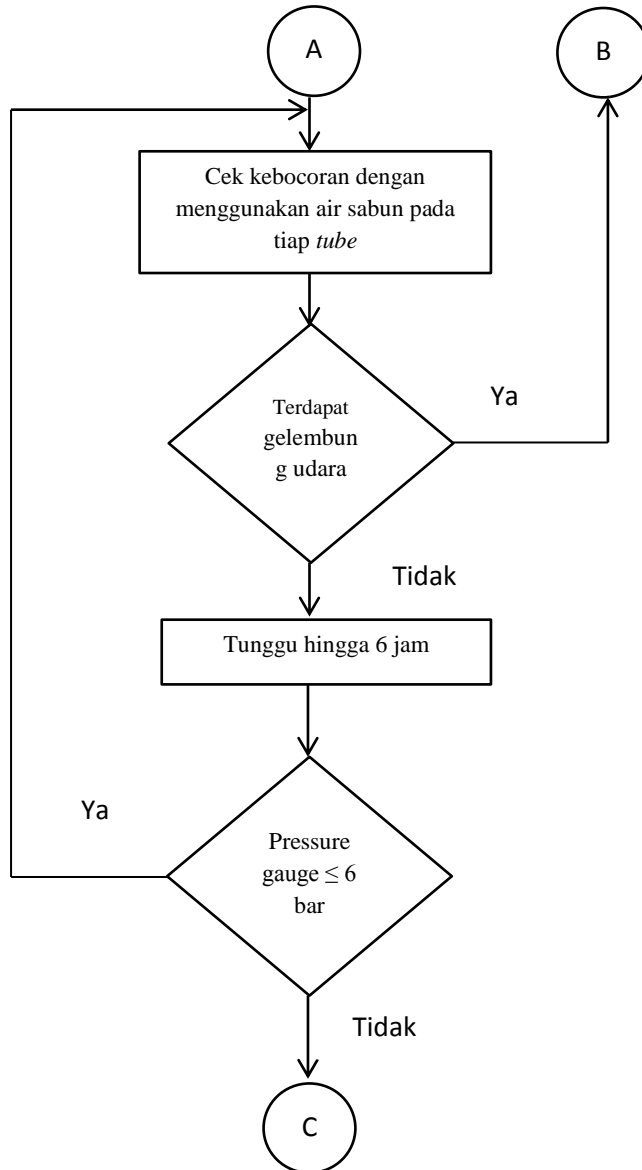 A
B
Cek kebocoran dengan
menggunakan air sabun pada
tiap tube
Terdapat
gelembun
g udara
Ya
Tidak
Tunggu hingga 6 jam
Ya
Pressure
gauge ≤ 6
bar
Tidak
C